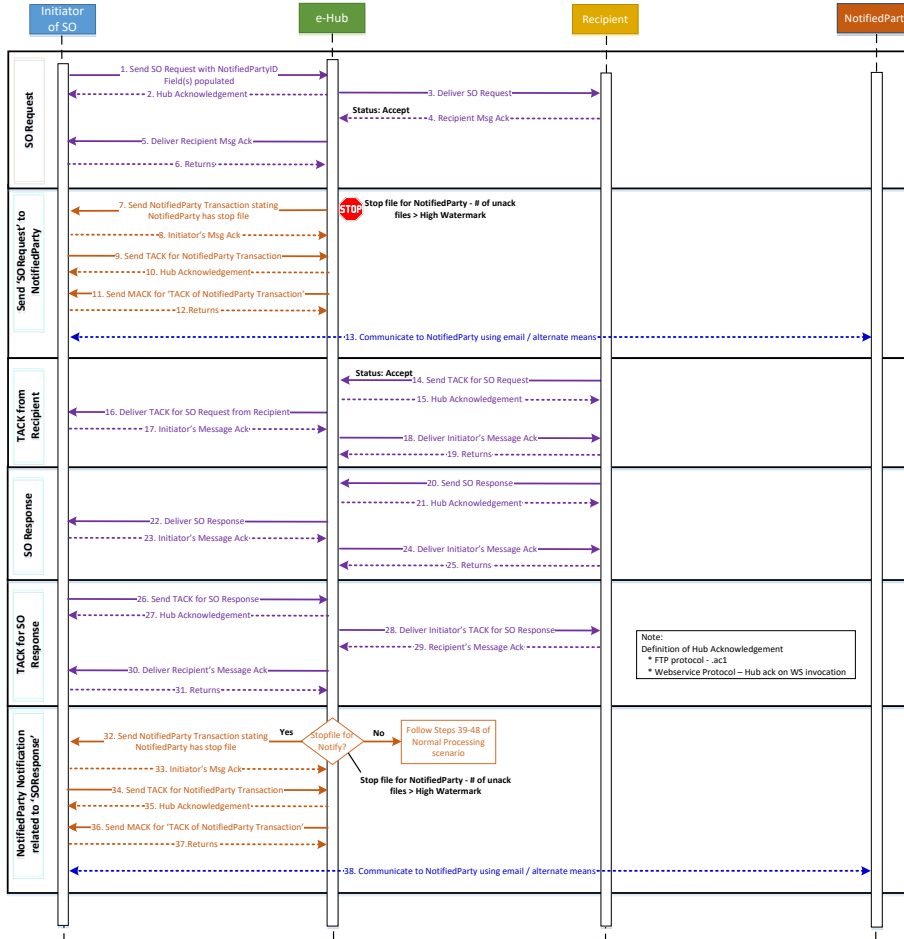 Initiator
of SO
e-Hub
Recipient
NotifiedPart
SO Request
1. Send SO Request with NotifiedPartyID
Field(s) populated
2. Hub Acknowledgement
3. Deliver SO Request
Status: Accept
4. Recipient Msg Ack
5. Deliver Recipient Msg Ack
6. Returns
Send 'SORequest' to
NotifiedParty
7. Send NotifiedParty Transaction stating
NotifiedParty has stop file
STOP
Stop file for NotifiedParty - # of unack
files > High Watermark
8. Initiator's Msg Ack
9. Send TACK for NotifiedParty Transaction
10. Hub Acknowledgement
11. Send MACK for 'TACK of NotifiedParty Transaction'
12.Returns
13. Communicate to NotifiedParty using email / alternate means
TACK from
Recipient
Status: Accept
14. Send TACK for SO Request
15. Hub Acknowledgement
16. Deliver TACK for SO Request from Recipient
17. Initiator's Message Ack
18. Deliver Initiator's Message Ack
19. Returns
SO Response
20. Send SO Response
21. Hub Acknowledgement
22. Deliver SO Response
23. Initiator's Message Ack
24. Deliver Initiator's Message Ack
25. Returns
TACK for SO
Response
26. Send TACK for SO Response
27. Hub Acknowledgement
28. Deliver Initiator's TACK for SO Response
29. Recipient's Message Ack
30. Deliver Recipient's Message Ack
31. Returns
Note:
Definition of Hub Acknowledgement
* FTP protocol - .ac1
* Webservice Protocol – Hub ack on WS invocation
NotifiedParty Notification
related to 'SOResponse'
32. Send NotifiedParty Transaction stating
NotifiedParty has stop file
Yes
Stopfile for
Notify?
No
Follow Steps 39-48 of
Normal Processing
scenario
Stop file for NotifiedParty - # of unack
files > High Watermark
33. Initiator's Msg Ack
34. Send TACK for NotifiedParty Transaction
35. Hub Acknowledgement
36. Send MACK for 'TACK of NotifiedParty Transaction'
37.Returns
38. Communicate to NotifiedParty using email / alternate means